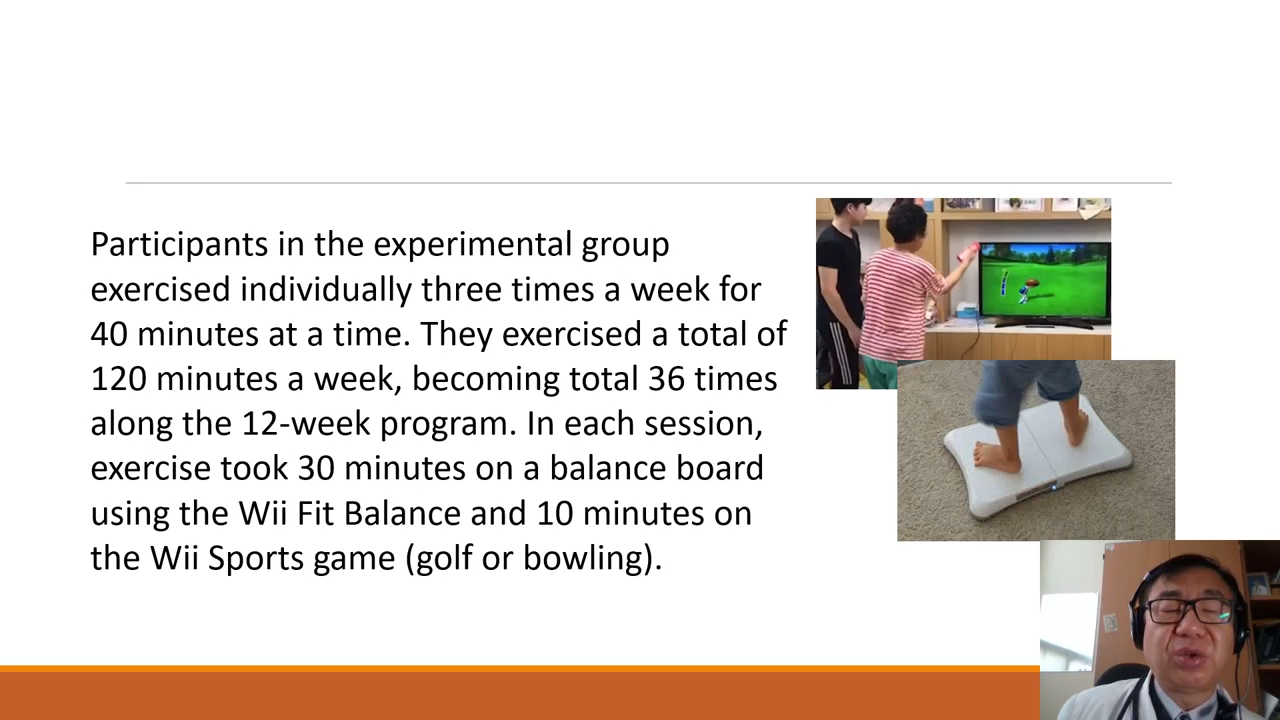 Participants in the experimental group
exercised individually three times a week for
40 minutes at a time. They exercised a total of
120 minutes a week, becoming total 36 times
along the 12-week program. In each session,
exercise took 30 minutes on a balance board
using the Wii Fit Balance and 10 minutes on
the Wii Sports game (golf or bowling).